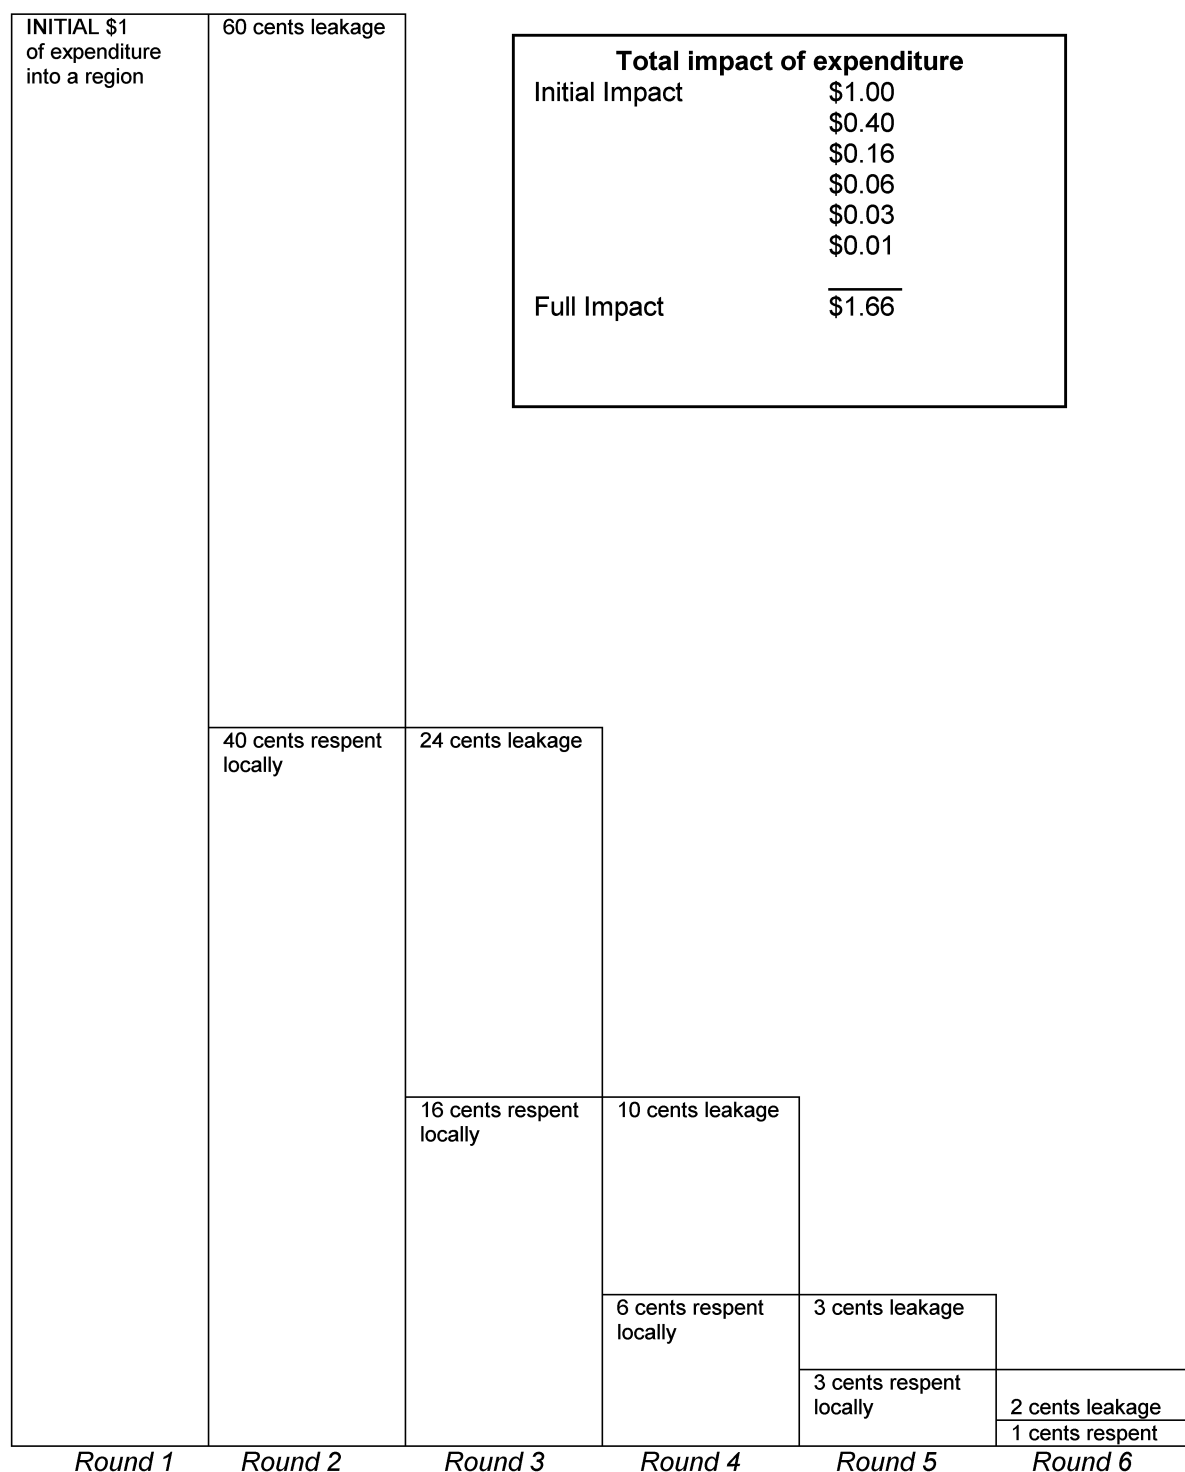 INITIAL $1
of expenditure
into a region
60 cents leakage
Total impact of expenditure
Initial Impact $1.00
$0.40
$0.16
$0.06
$0.03
$0.01
Full Impact $1.66
40 cents respent
locally
24 cents leakage
16 cents respent
locally
10 cents leakage
6 cents respent
locally
3 cents leakage
3 cents respent
locally
2 cents leakage
1 cents respent
Round 1 Round 2 Round 3 Round 4 Round 5 Round 6